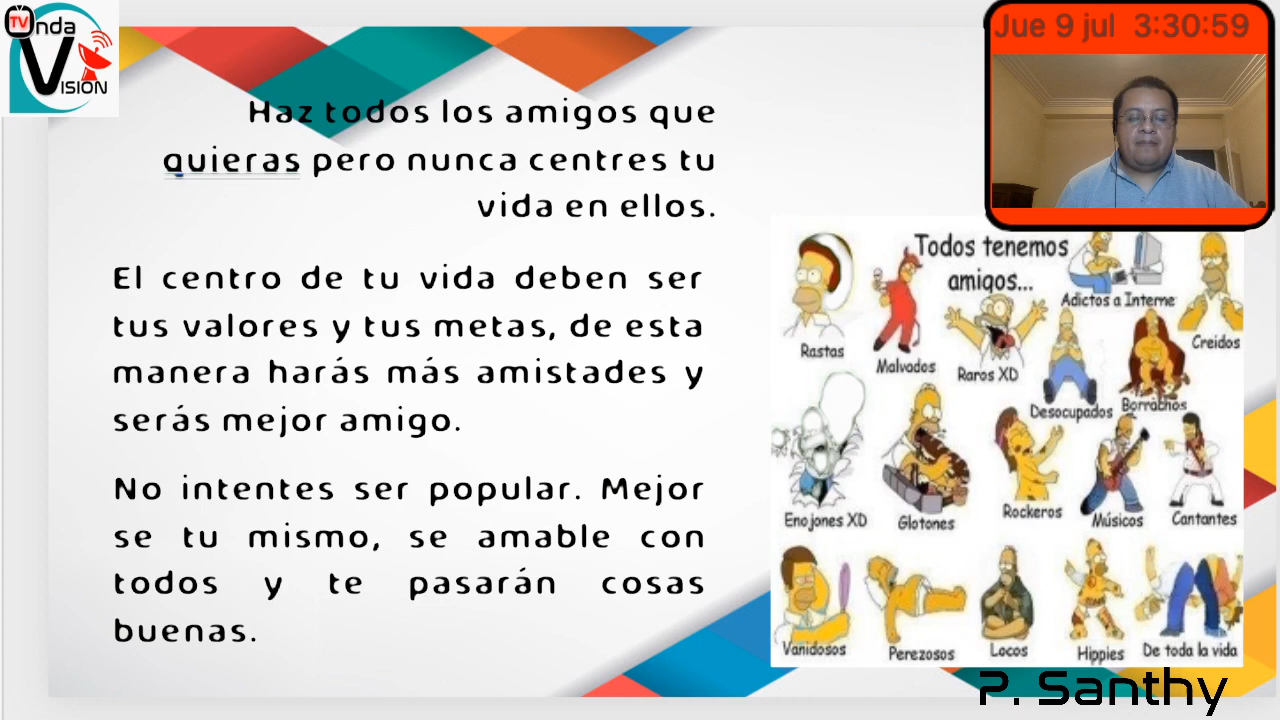 TV
Onda
Visión
Jue 9 jul 3:30:59
Haz todos los amigos que
quieras pero nunca centres tu
vida en ellos.
El centro de tu vida deben ser
tus valores y tus metas, de esta
manera harás más amistades y
serás mejor amigo.
No intentes ser popular. Mejor
se tu mismo, se amable con
todos y te pasarán cosas
buenas.
Todos tenemos
amigos...
Adictos a Interne
Creidos
Rastas
Malvados
Raros XD
Desocupados
Borrachos
Enojones XD
Glotones
Rockeros
Músicos
Cantantes
Vanidosos
Perezosos
Locos
Hippies
De toda la vida
P. Santhy